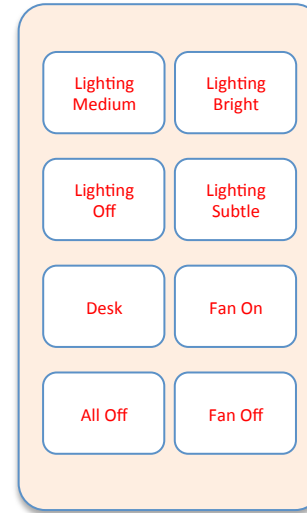 Lighting
Medium
Lighting
Bright
Lighting
Off
Lighting
Subtle
Desk
Fan On
All Off
Fan Off